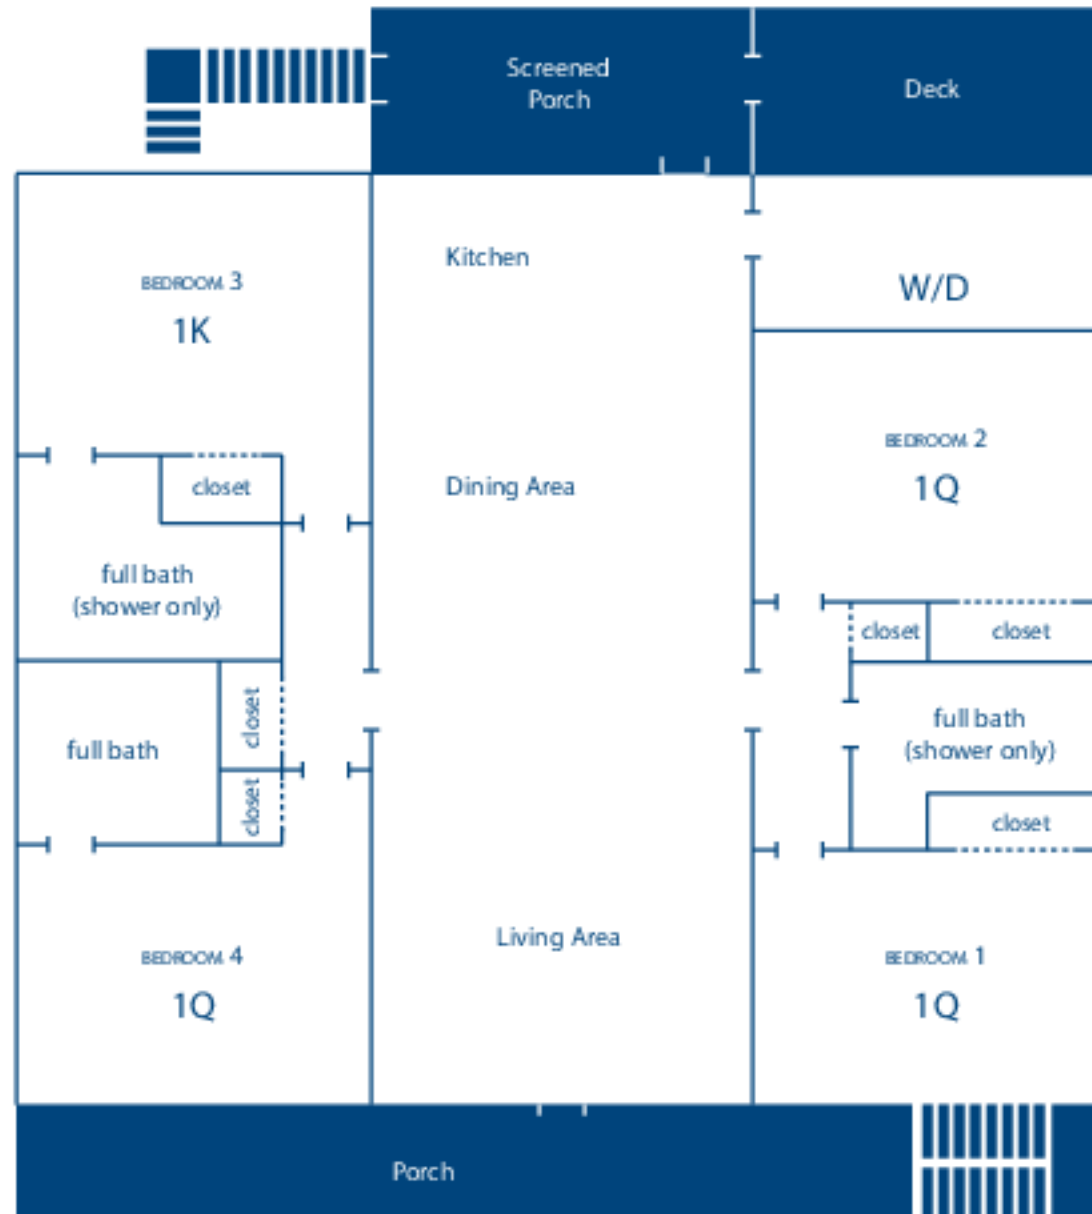 Screened
Porch
Deck
Kitchen
W/D
BEDROOM 3
1K
BEDROOM 2
1Q
closet
Dining Area
full bath
(shower only)
closet
closet
closet
full bath
full bath
(shower only)
closet
closet
Living Area
BEDROOM 4
1Q
BEDROOM 1
1Q
Porch